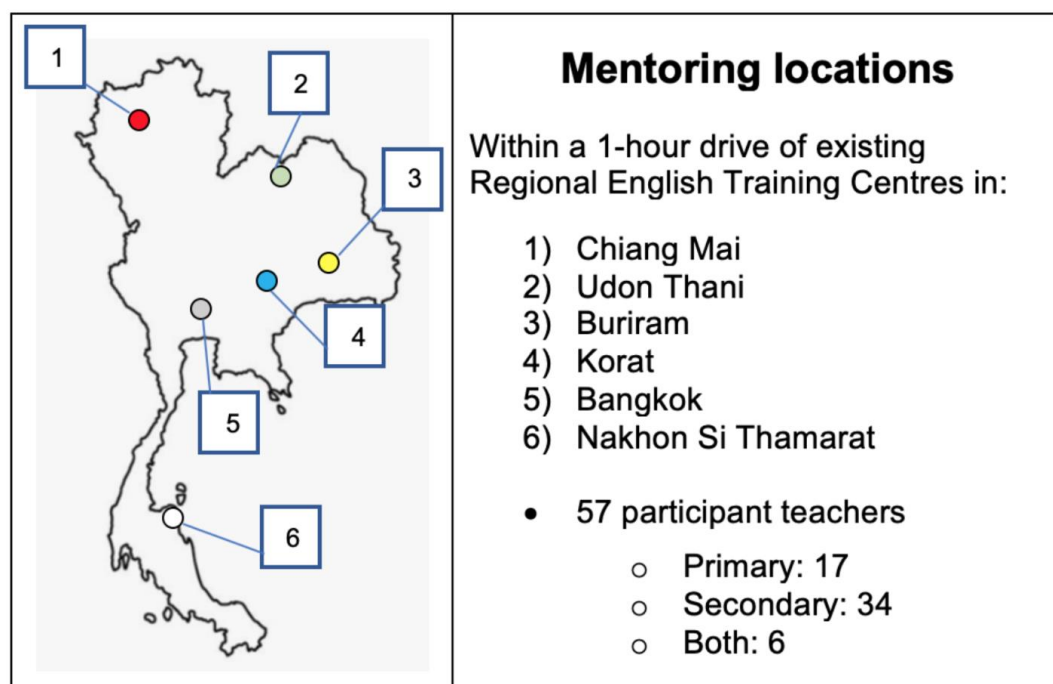 1
2
3
4
5
6
Mentoring locations
Within a 1-hour drive of existing
Regional English Training Centres in:
1) Chiang Mai
2) Udon Thani
3) Buriram
4) Korat
5) Bangkok
6) Nakhon Si Thamarat
• 57 participant teachers
o Primary: 17
o Secondary: 34
o Both: 6